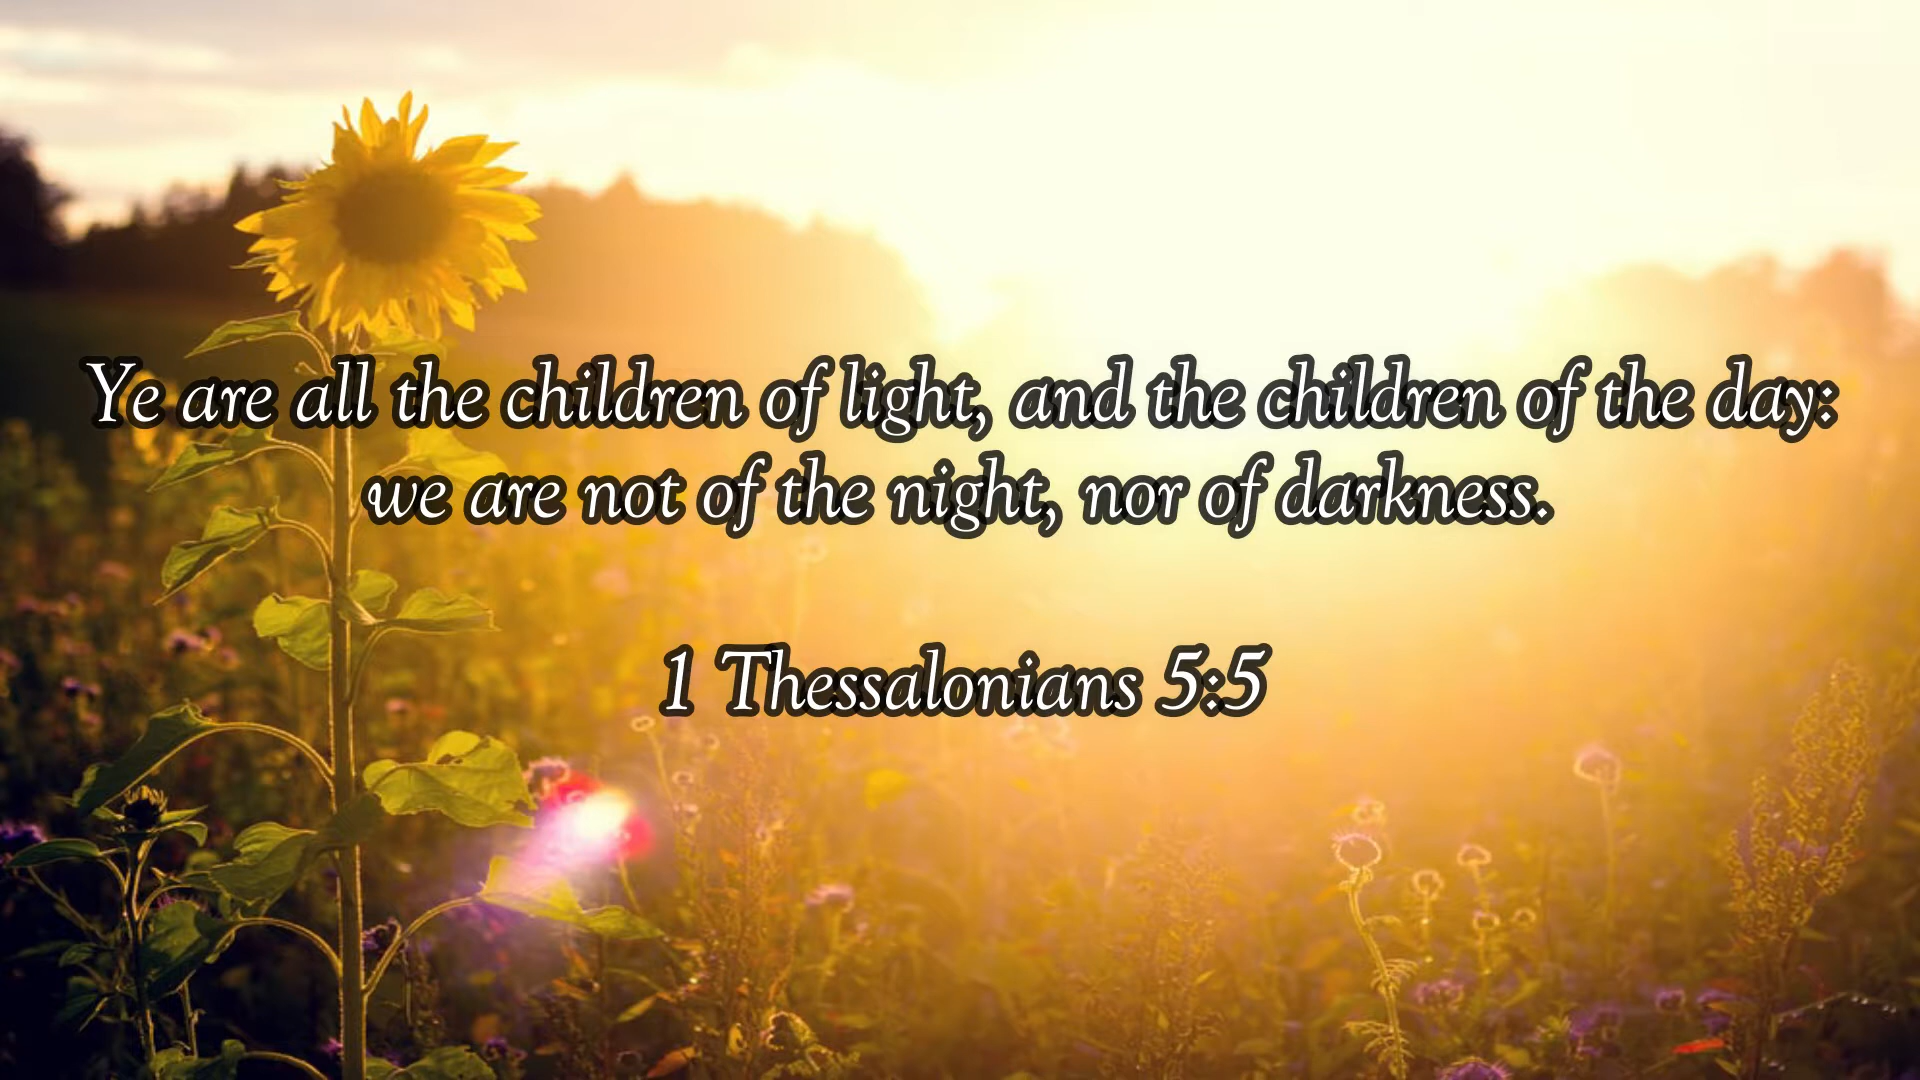 Ye are all the children of light, and the children of the day:
we are not of the night, nor of darkness.
1 Thessalonians 5:5